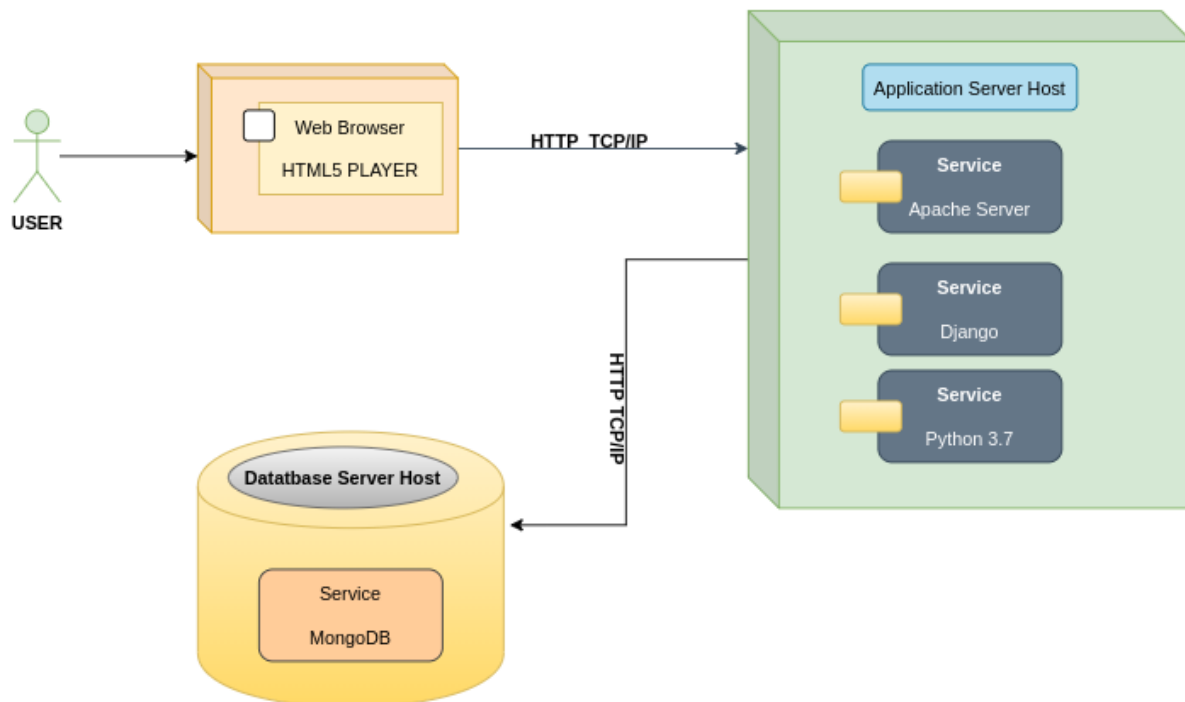 USER
Web Browser
HTML5 PLAYER
HTTP TCP/IP
Application Server Host
Service
Apache Server
Service
Django
Service
Python 3.7
HTTP TCP/IP
Datatbase Server Host
Service
MongoDB